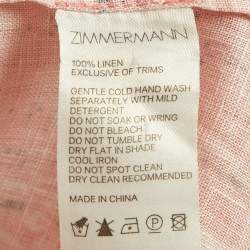 ZIMMERMANN
100% LINEN
EXCLUSIVE OF TRIMS
GENTLE COLD HAND WASH
SEPARATELY WITH MILD
DETERGENT
DO NOT SOAK OR WRING
DO NOT BLEACH
DO NOT TUMBLE DRY
DRY FLAT IN SHADE
COOL IRON
DO NOT SPOT CLEAN
DRY CLEAN RECOMMENDED
MADE IN CHINA